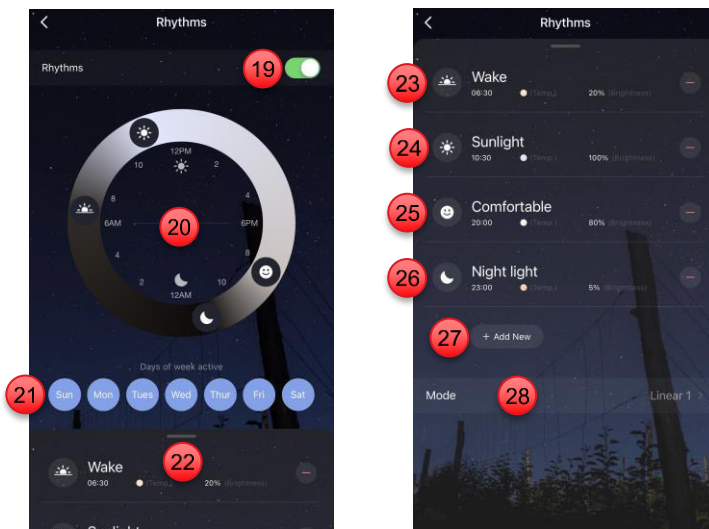 Rhythms
Rhythms
19
12PM
10
2
8
4
6AM
20
6PM
4
8
2
10
12AM
Days of week active
21
Sun
Mon
Tues
Wed
Thur
Fri
Sat
22
Wake
06:30
(Temp.)
20%
(Brightness)
Rhythms
23
Wake
06:30
(Temp.)
20%
(Brightness)
24
Sunlight
10:30
(Temp.)
100%
(Brightness)
25
Comfortable
20:00
(Temp.)
80%
(Brightness)
26
Night light
23:00
(Temp.)
5%
(Brightness)
27
+ Add New
Mode
28
Linear 1 >